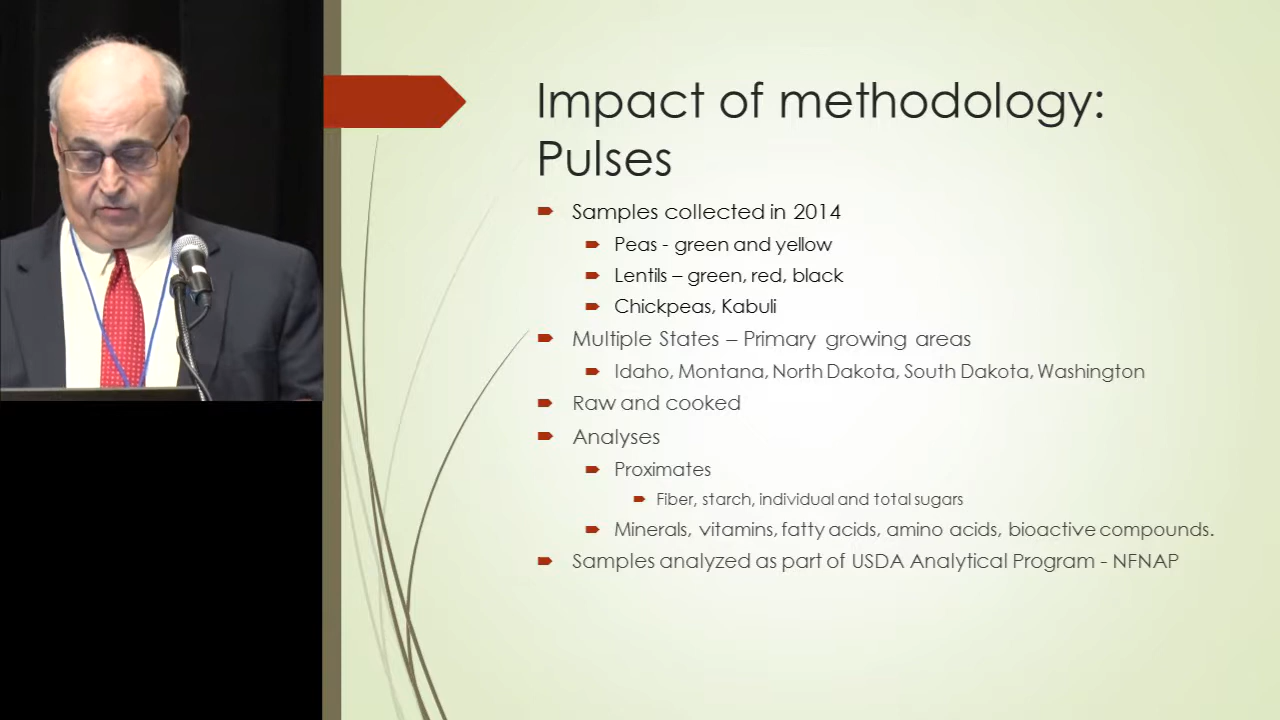 Impact of methodology:
Pulses
Samples collected in 2014
Peas - green and yellow
Lentils – green, red, black
Chickpeas, Kabuli
Multiple States – Primary growing areas
Idaho, Montana, North Dakota, South Dakota, Washington
Raw and cooked
Analyses
Proximates
Fiber, starch, individual and total sugars
Minerals, vitamins, fatty acids, amino acids, bioactive compounds.
Samples analyzed as part of USDA Analytical Program - NFNAP